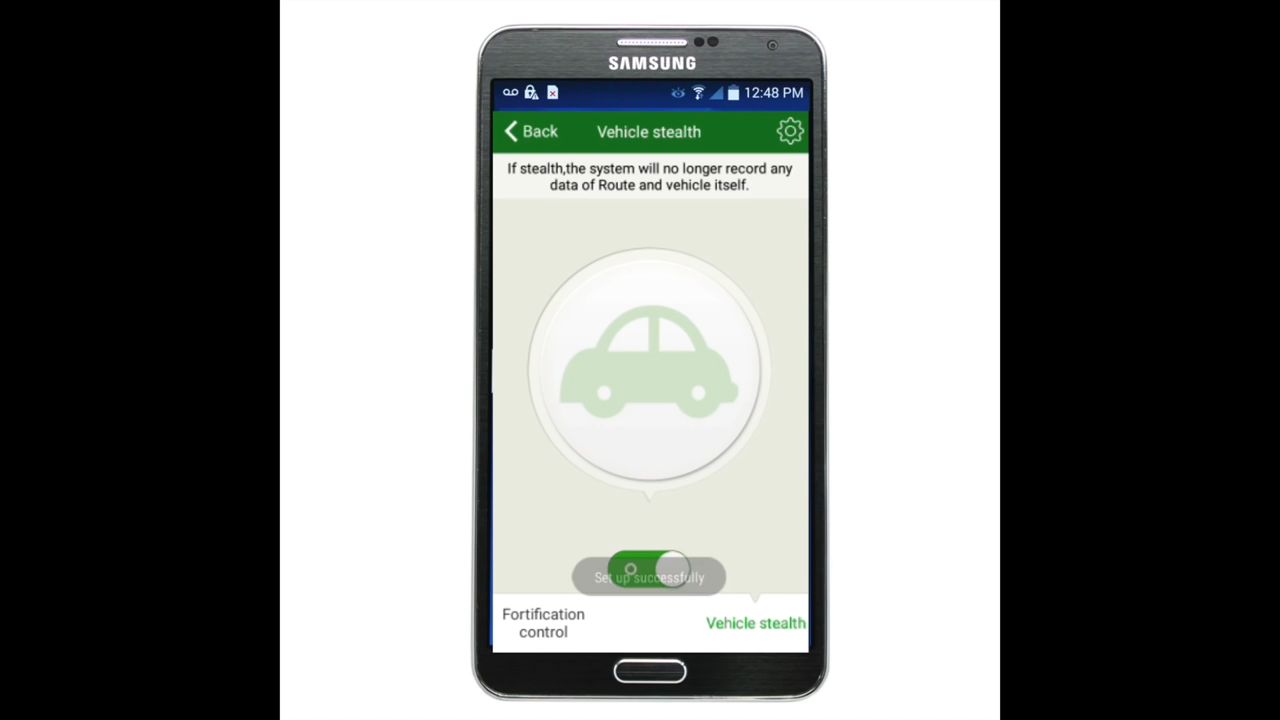 SAMSUNG
12:48 PM
Back
Vehicle stealth
If stealth,the system will no longer record any
data of Route and vehicle itself.
Set up successfully
Fortification
control
Vehicle stealth